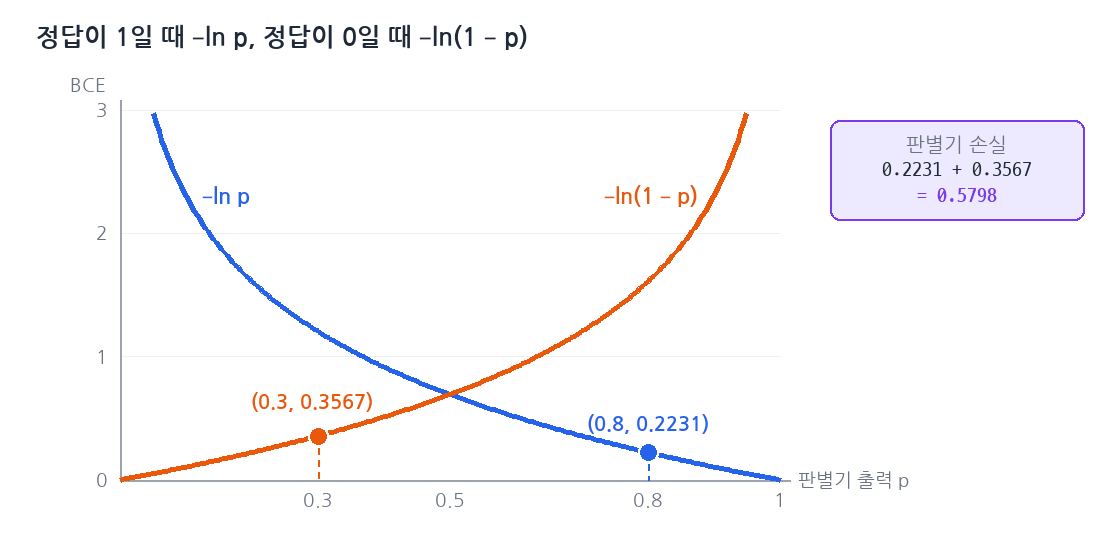 정답이 1일 때 –ln p, 정답이 0일 때 –ln(1 – p)
BCE
3
2
1
0
–ln p
–ln(1 – p)
(0.3, 0.3567)
(0.8, 0.2231)
0.3
0.5
0.8
1
판별기 출력 p
판별기 손실
0.2231 + 0.3567
= 0.5798